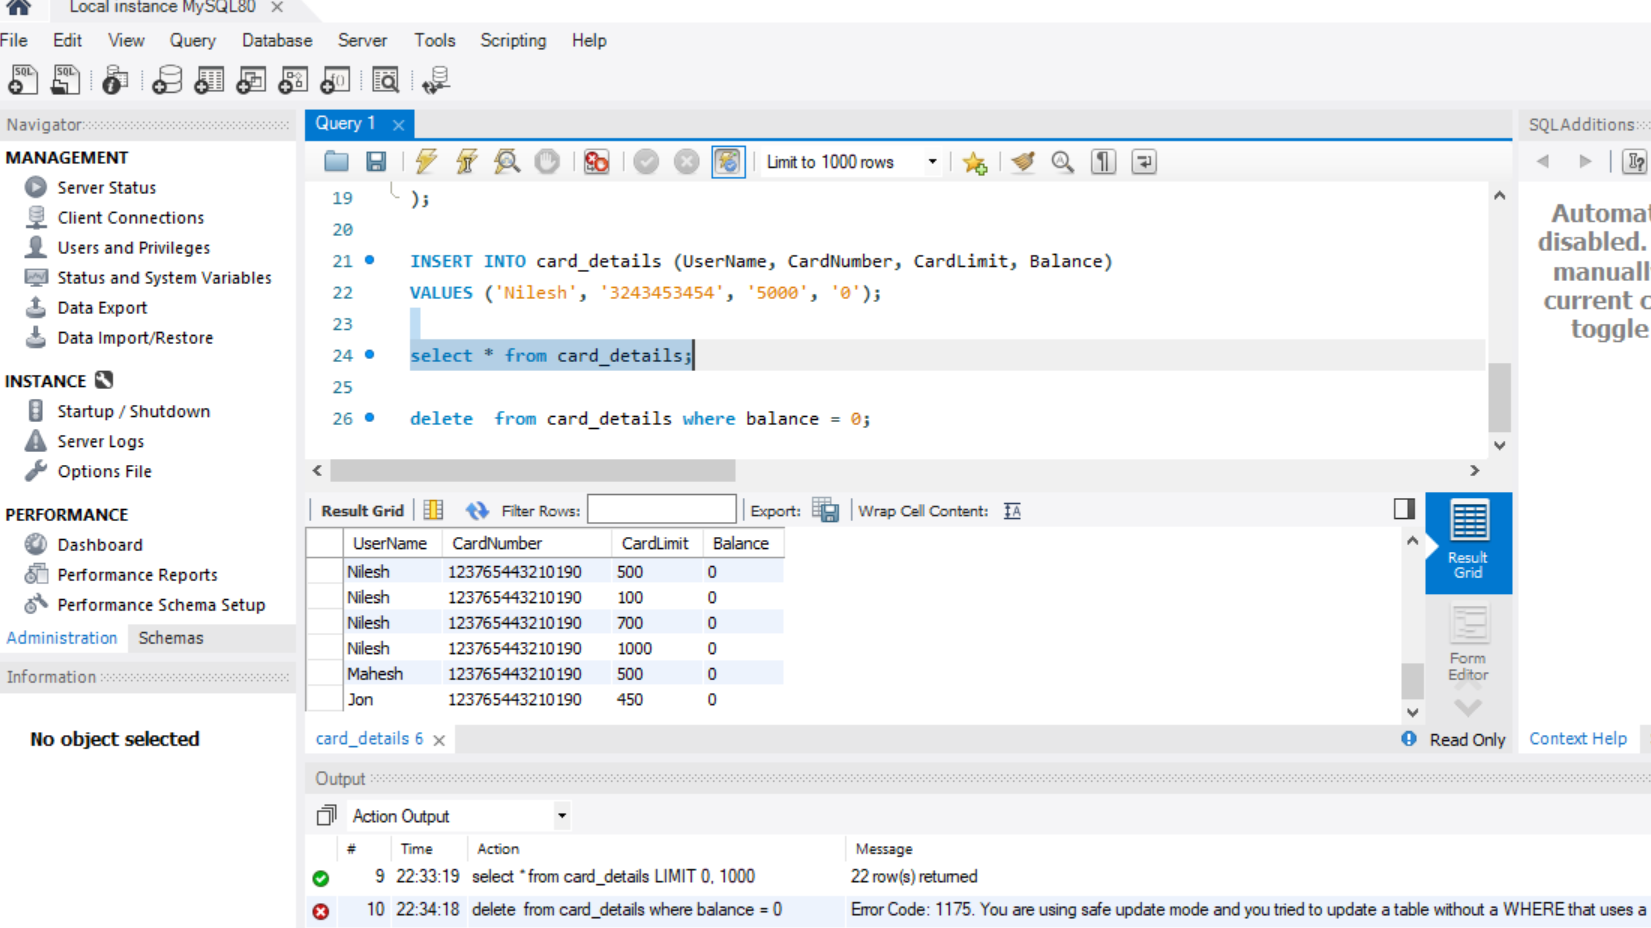 Local instance MySQL80 ×
File Edit View Query Database Server Tools Scripting Help
Navigator
MANAGEMENT
Server Status
Client Connections
Users and Privileges
Status and System Variables
Data Export
Data Import/Restore
INSTANCE
Startup / Shutdown
Server Logs
Options File
PERFORMANCE
Dashboard
Performance Reports
Performance Schema Setup
Administration Schemas
Information
No object selected
Query 1 ×
Limit to 1000 rows
19 );
20
21 INSERT INTO card_details (UserName, CardNumber, CardLimit, Balance)
22 VALUES ('Nilesh', '3243453454', '5000', '0');
23
24 select * from card_details;
25
26 delete  from card_details where balance = 0;
Result Grid Filter Rows: Export: Wrap Cell Content:
UserName CardNumber CardLimit Balance
Nilesh 123765443210190 500 0
Nilesh 123765443210190 100 0
Nilesh 123765443210190 700 0
Nilesh 123765443210190 1000 0
Mahesh 123765443210190 500 0
Jon 123765443210190 450 0
Result
Grid
Form
Editor
card_details 6 ×
Read Only
SQLAdditions
Automat
disabled.
manuall
current c
toggle
Context Help
Output
Action Output
# Time Action Message
9 22:33:19 select * from card_details LIMIT 0, 1000 22 row(s) returned
10 22:34:18 delete  from card_details where balance = 0 Error Code: 1175. You are using safe update mode and you tried to update a table without a WHERE that uses a